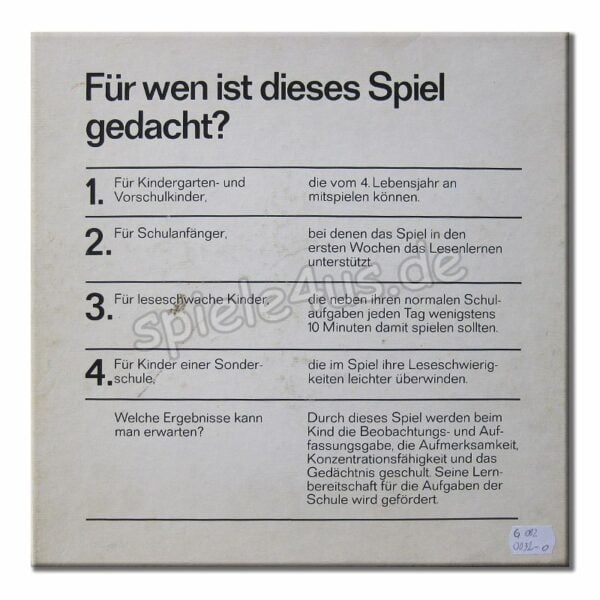 Für wen ist dieses Spiel
gedacht?
1. Für Kindergarten- und
Vorschulkinder,
die vom 4. Lebensjahr an
mitspielen können.
2. Für Schulanfänger,
bei denen das Spiel in den
ersten Wochen das Lesenlernen
unterstützt.
3. Für leseschwache Kinder,
die neben ihren normalen Schul-
aufgaben jeden Tag wenigstens
10 Minuten damit spielen sollten.
4. Für Kinder einer Sonder-
schule,
die im Spiel ihre Leseschwierig-
keiten leichter überwinden.
Welche Ergebnisse kann
man erwarten?
Durch dieses Spiel werden beim
Kind die Beobachtungs- und Auf-
fassungsgabe, die Aufmerksamkeit,
Konzentrationsfähigkeit und das
Gedächtnis geschult. Seine Lern-
bereitschaft für die Aufgaben der
Schule wird gefördert.
spiele4us.de